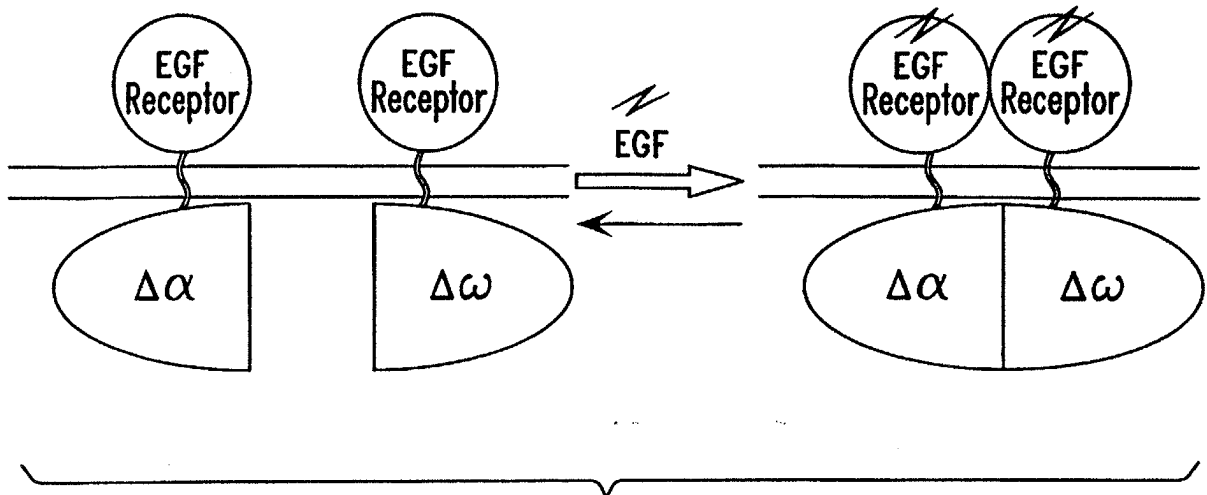 EGF
Receptor
EGF
Receptor
EGF
EGF
Receptor
EGF
Receptor
Δα
Δω
Δα
Δω